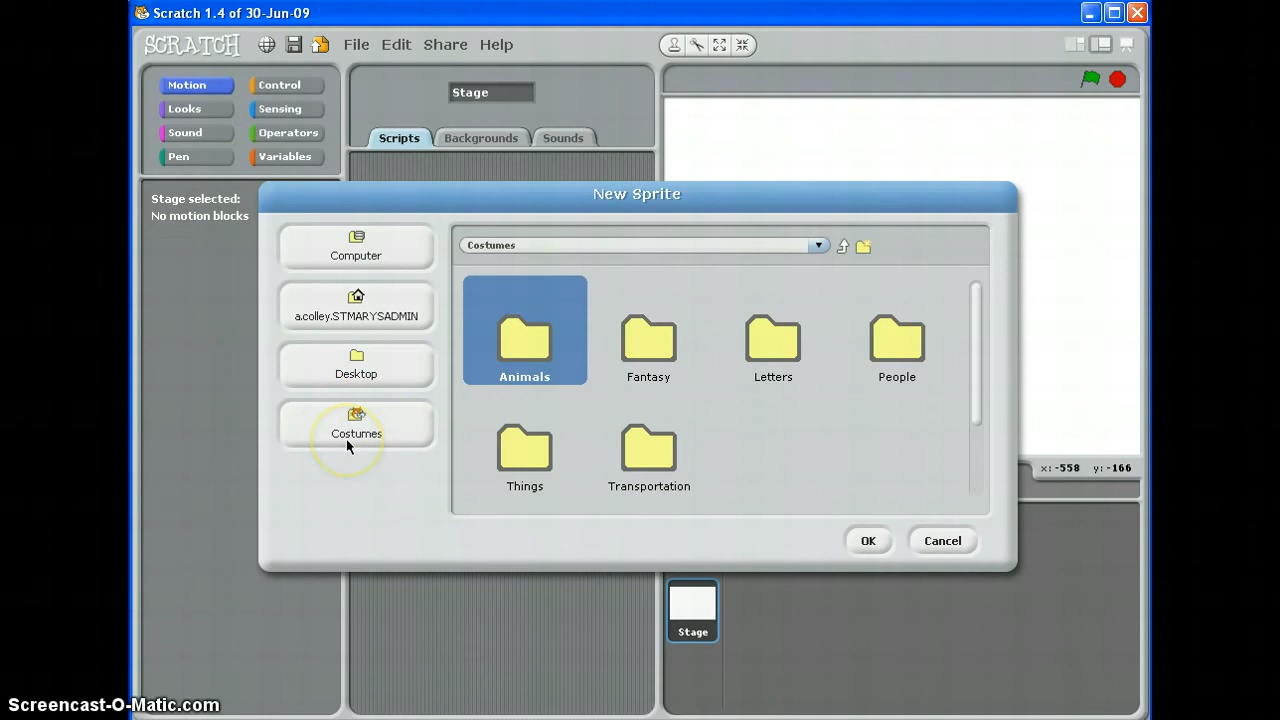 Scratch 1.4 of 30-Jun-09
SCRATCH File Edit Share Help
Motion Control
Looks Sensing
Sound Operators
Pen Variables
Stage
Scripts Backgrounds Sounds
Stage selected:
No motion blocks
New Sprite
Computer
a.colley.STMARYSADMIN
Desktop
Costumes
Costumes
Animals Fantasy Letters People
Things Transportation
OK Cancel
x: -558 y: -166
Stage
Screencast-O-Matic.com